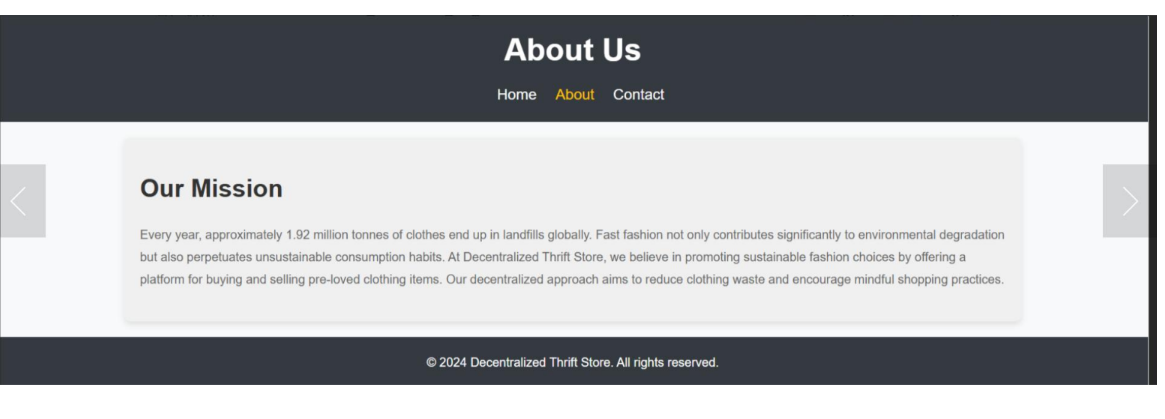 About Us
Home About Contact
Our Mission
Every year, approximately 1.92 million tonnes of clothes end up in landfills globally. Fast fashion not only contributes significantly to environmental degradation
but also perpetuates unsustainable consumption habits. At Decentralized Thrift Store, we believe in promoting sustainable fashion choices by offering a
platform for buying and selling pre-loved clothing items. Our decentralized approach aims to reduce clothing waste and encourage mindful shopping practices.
© 2024 Decentralized Thrift Store. All rights reserved.